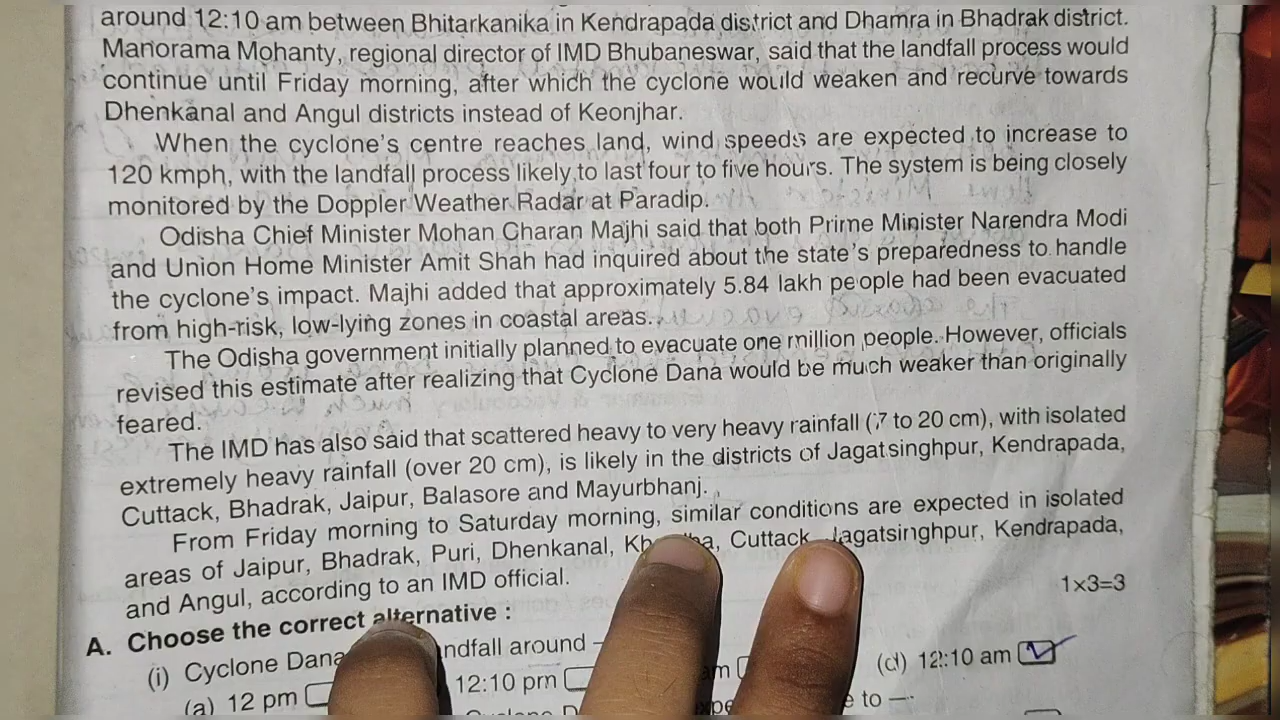 around 12:10 am between Bhitarkanika in Kendrapada district and Dhamra in Bhadrak district.
Manorama Mohanty, regional director of IMD Bhubaneswar, said that the landfall process would
continue until Friday morning, after which the cyclone would weaken and recurve towards
Dhenkanal and Angul districts instead of Keonjhar.
When the cyclone's centre reaches land, wind speeds are expected to increase to
120 kmph, with the landfall process likely to last four to five hours. The system is being closely
monitored by the Doppler Weather Radar at Paradip.
Odisha Chief Minister Mohan Charan Majhi said that both Prime Minister Narendra Modi
and Union Home Minister Amit Shah had inquired about the state's preparedness to handle
the cyclone's impact. Majhi added that approximately 5.84 lakh people had been evacuated
from high-risk, low-lying zones in coastal areas.
The Odisha government initially planned to evacuate one million people. However, officials
revised this estimate after realizing that Cyclone Dana would be much weaker than originally
feared.
The IMD has also said that scattered heavy to very heavy rainfall (7 to 20 cm), with isolated
extremely heavy rainfall (over 20 cm), is likely in the districts of Jagatsinghpur, Kendrapada,
Cuttack, Bhadrak, Jaipur, Balasore and Mayurbhanj.
From Friday morning to Saturday morning, similar conditions are expected in isolated
areas of Jaipur, Bhadrak, Puri, Dhenkanal, Cuttack, Jagatsinghpur, Kendrapada,
and Angul, according to an IMD official.
1×3=3
A. Choose the correct alternative :
(i) Cyclone Dana landfall around —
(a) 12 pm 12:10 pm am (d) 12:10 am
to —.